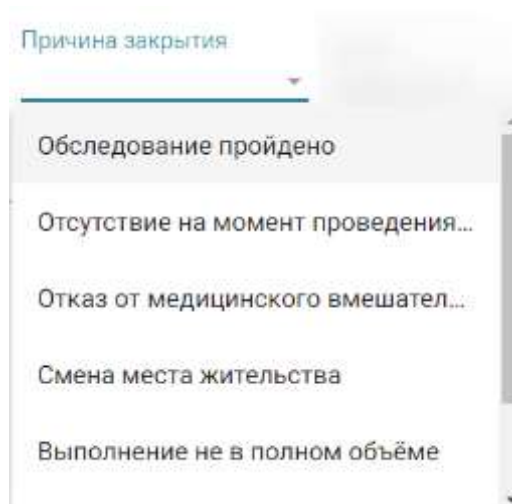 Причина закрытия
Обследование пройдено
Отсутствие на момент проведения...
Отказ от медицинского вмешател...
Смена места жительства
Выполнение не в полном объёме